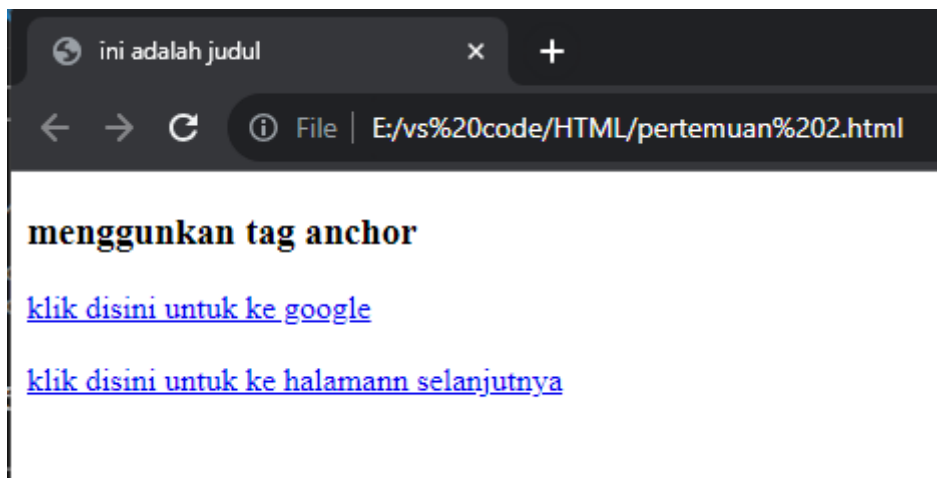 ini adalah judul
File | E:/vs%20code/HTML/pertemuan%202.html
menggunkan tag anchor
klik disini untuk ke google
klik disini untuk ke halamann selanjutnya